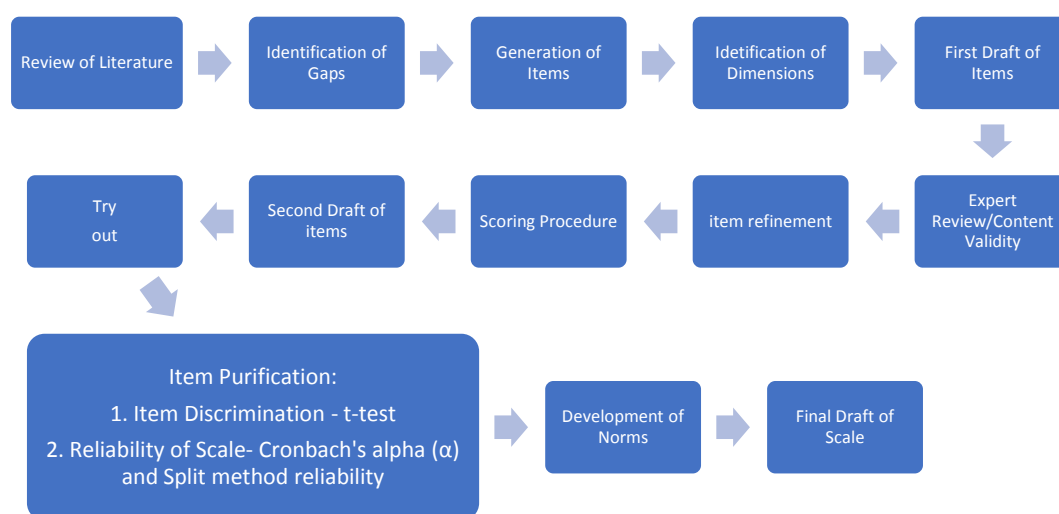 Review of Literature
Identification of
Gaps
Generation of
Items
Idetification of
Dimensions
First Draft of
Items
Expert
Review/Content
Validity
item refinement
Scoring Procedure
Second Draft of
items
Try
out
Item Purification:
1. Item Discrimination - t-test
2. Reliability of Scale- Cronbach's alpha (α)
and Split method reliability
Development of
Norms
Final Draft of
Scale